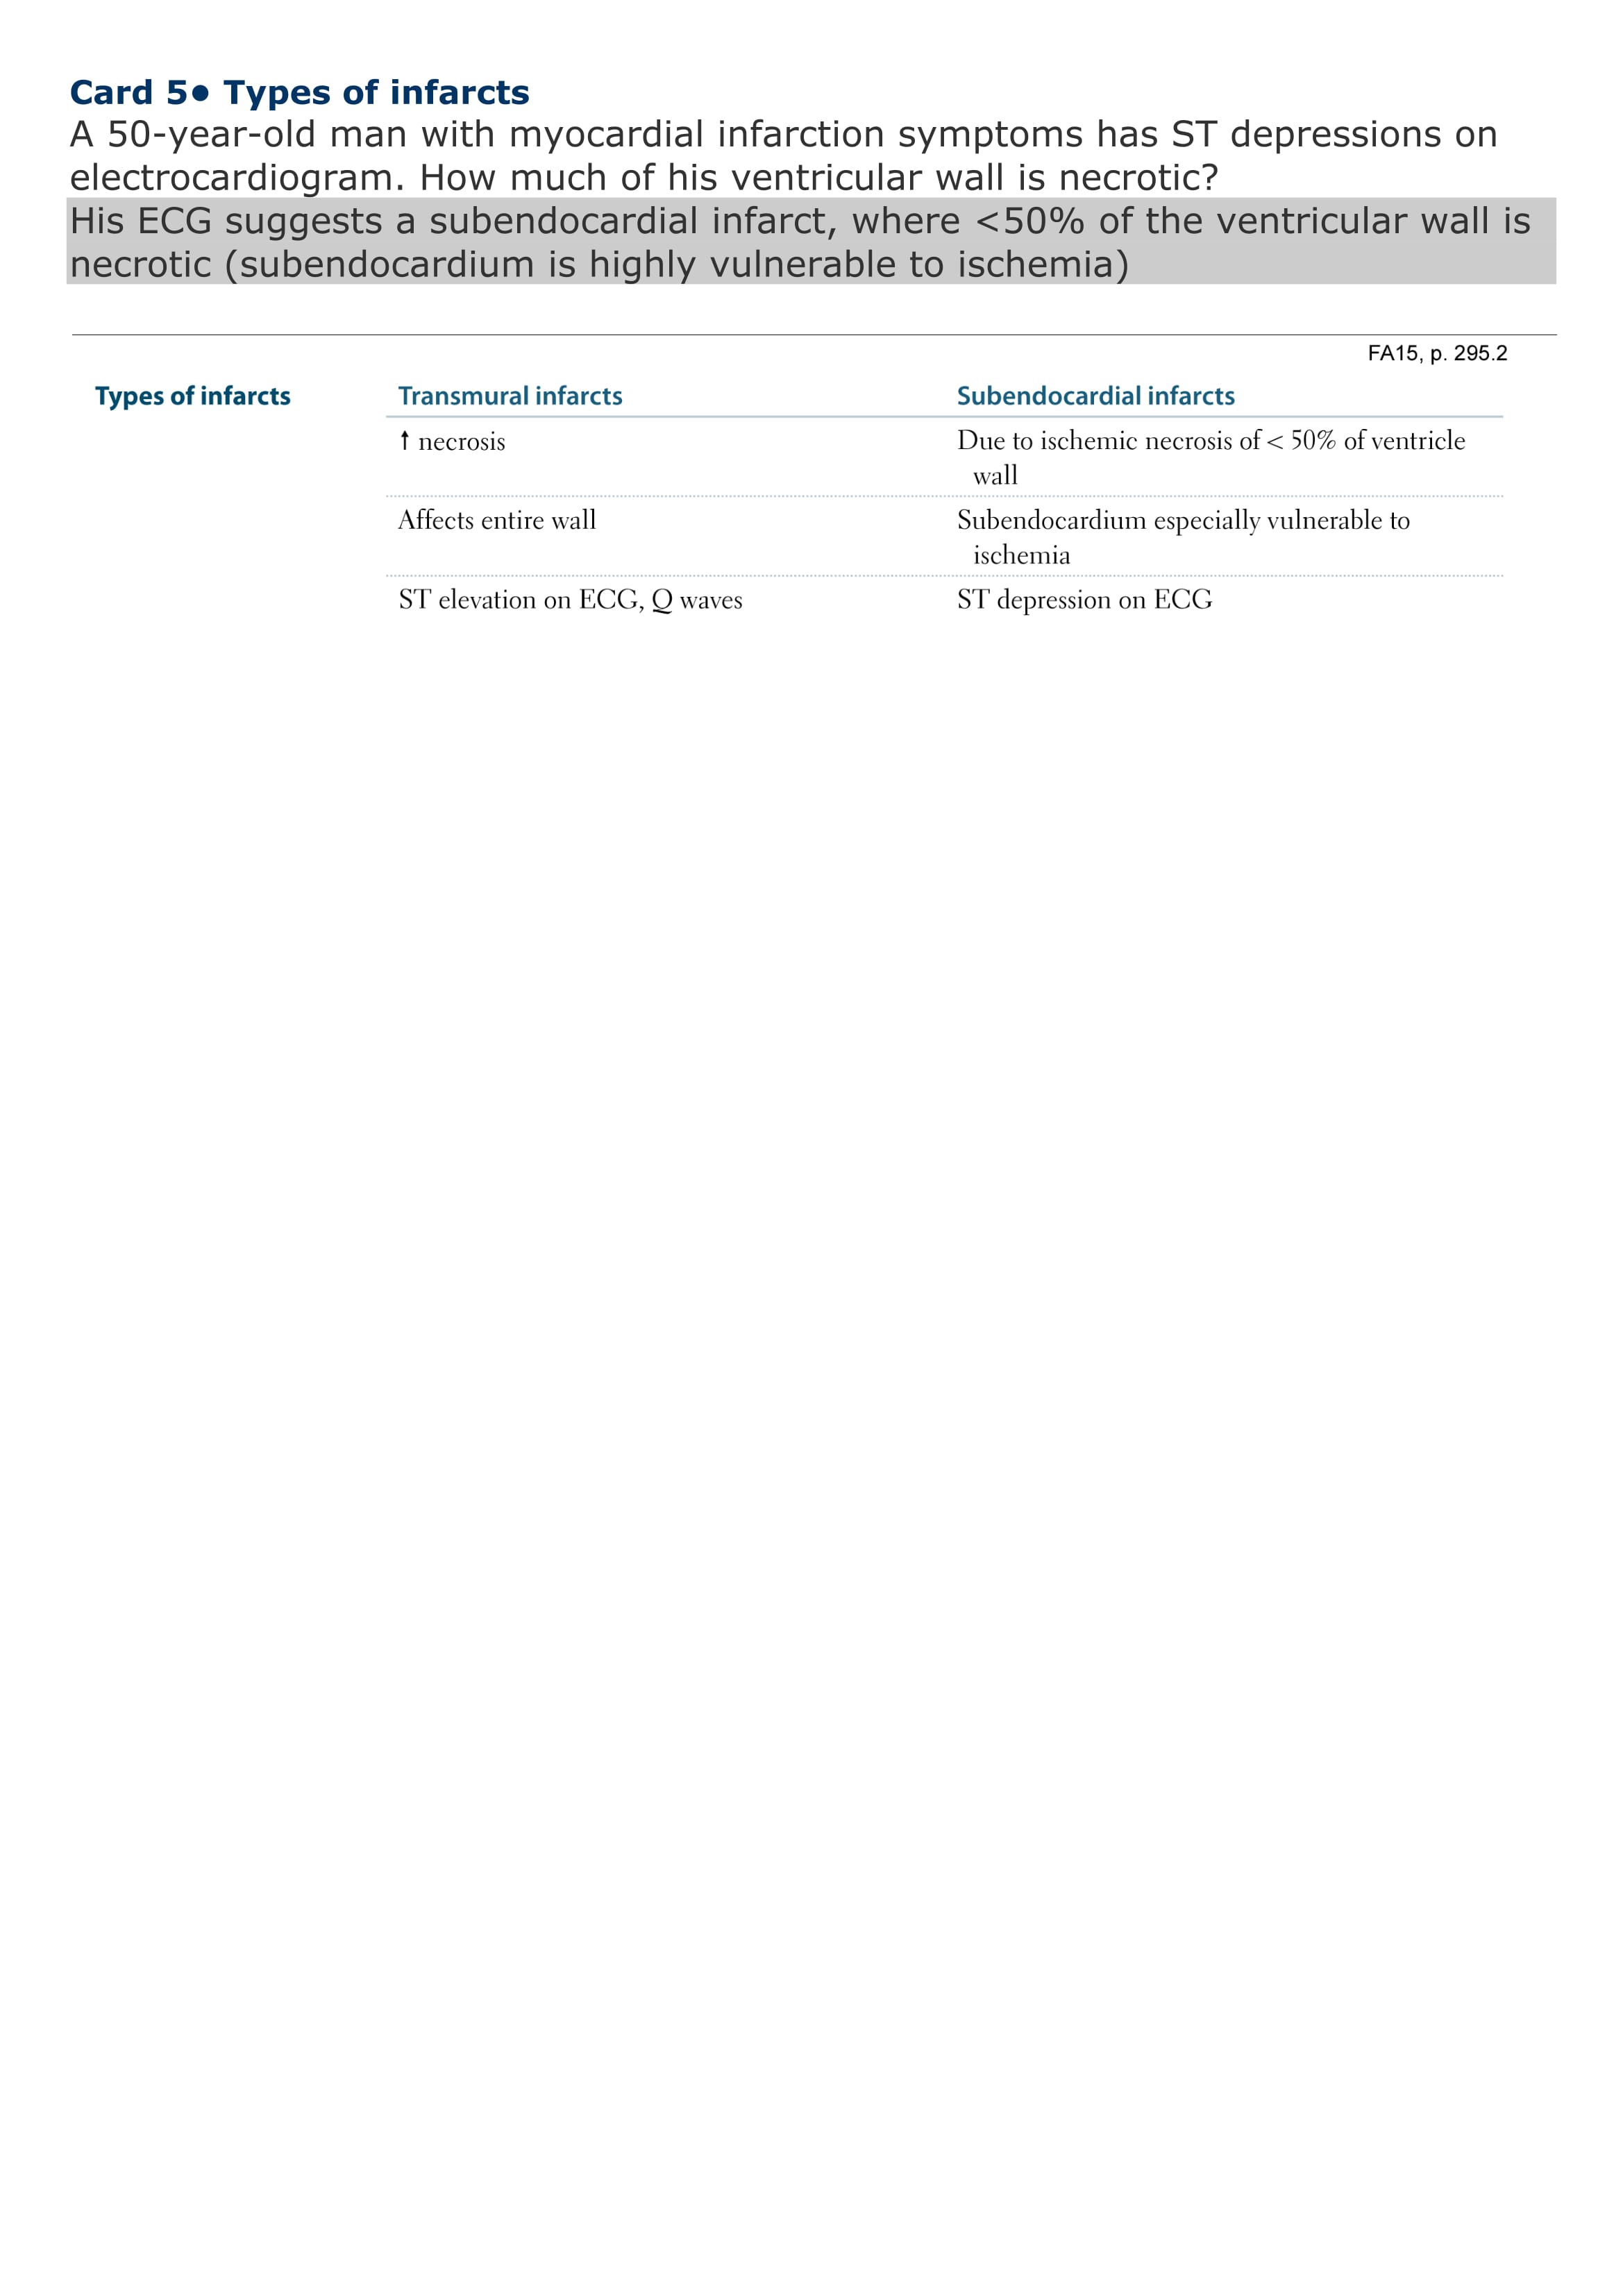 Card 5● Types of infarcts
A 50-year-old man with myocardial infarction symptoms has ST depressions on
electrocardiogram. How much of his ventricular wall is necrotic?
His ECG suggests a subendocardial infarct, where <50% of the ventricular wall is
necrotic (subendocardium is highly vulnerable to ischemia)
FA15, p. 295.2
Types of infarcts
Transmural infarcts
Subendocardial infarcts
↑ necrosis
Due to ischemic necrosis of < 50% of ventricle
wall
Affects entire wall
Subendocardium especially vulnerable to
ischemia
ST elevation on ECG, Q waves
ST depression on ECG